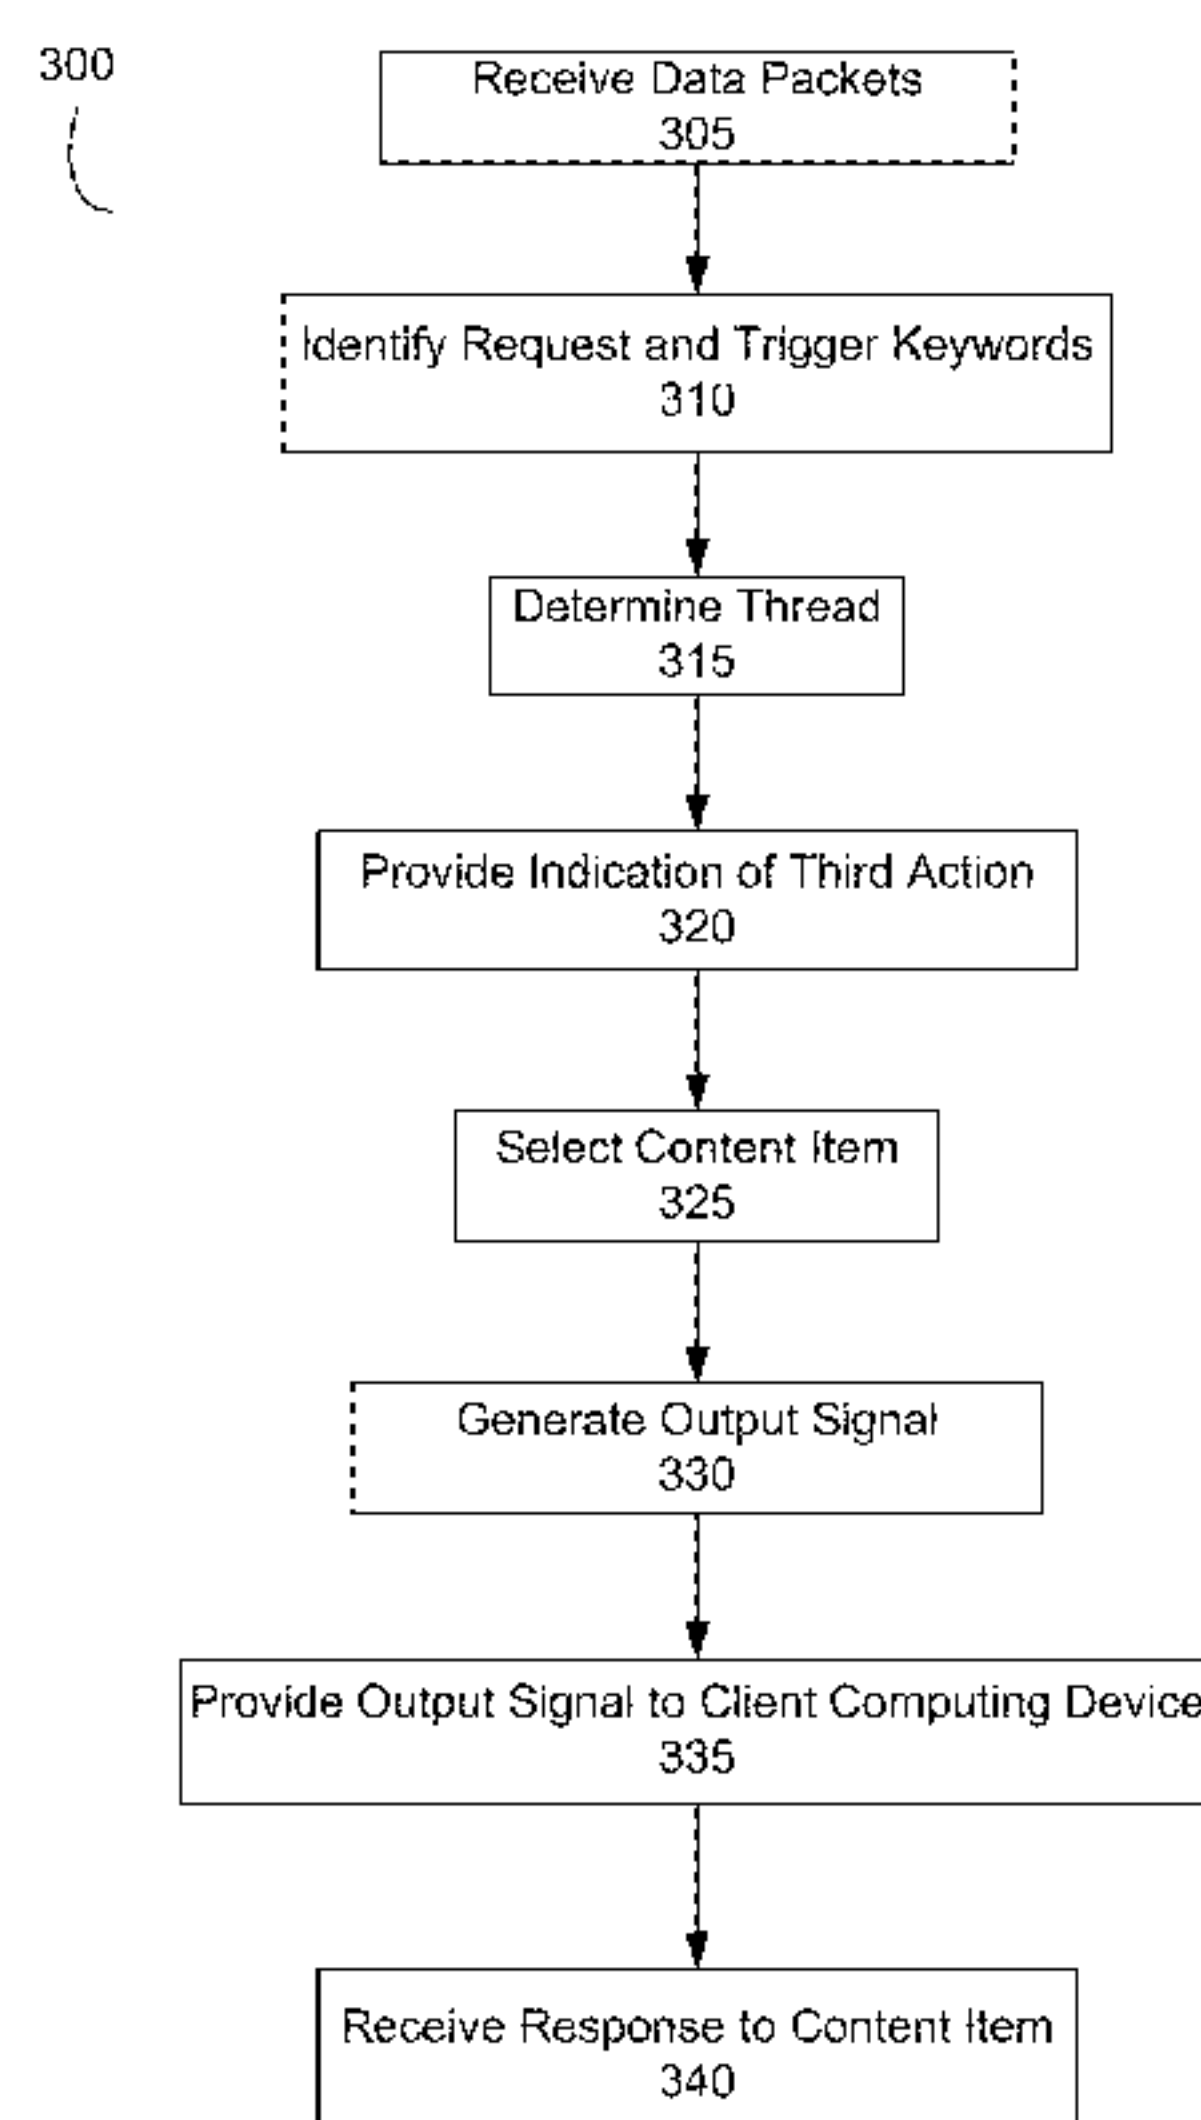 300
Receive Data Packets
305
Identify Request and Trigger Keywords
310
Determine Thread
315
Provide Indication of Third Action
320
Select Content Item
325
Generate Output Signal
330
Provide Output Signal to Client Computing Device
335
Receive Response to Content Item
340